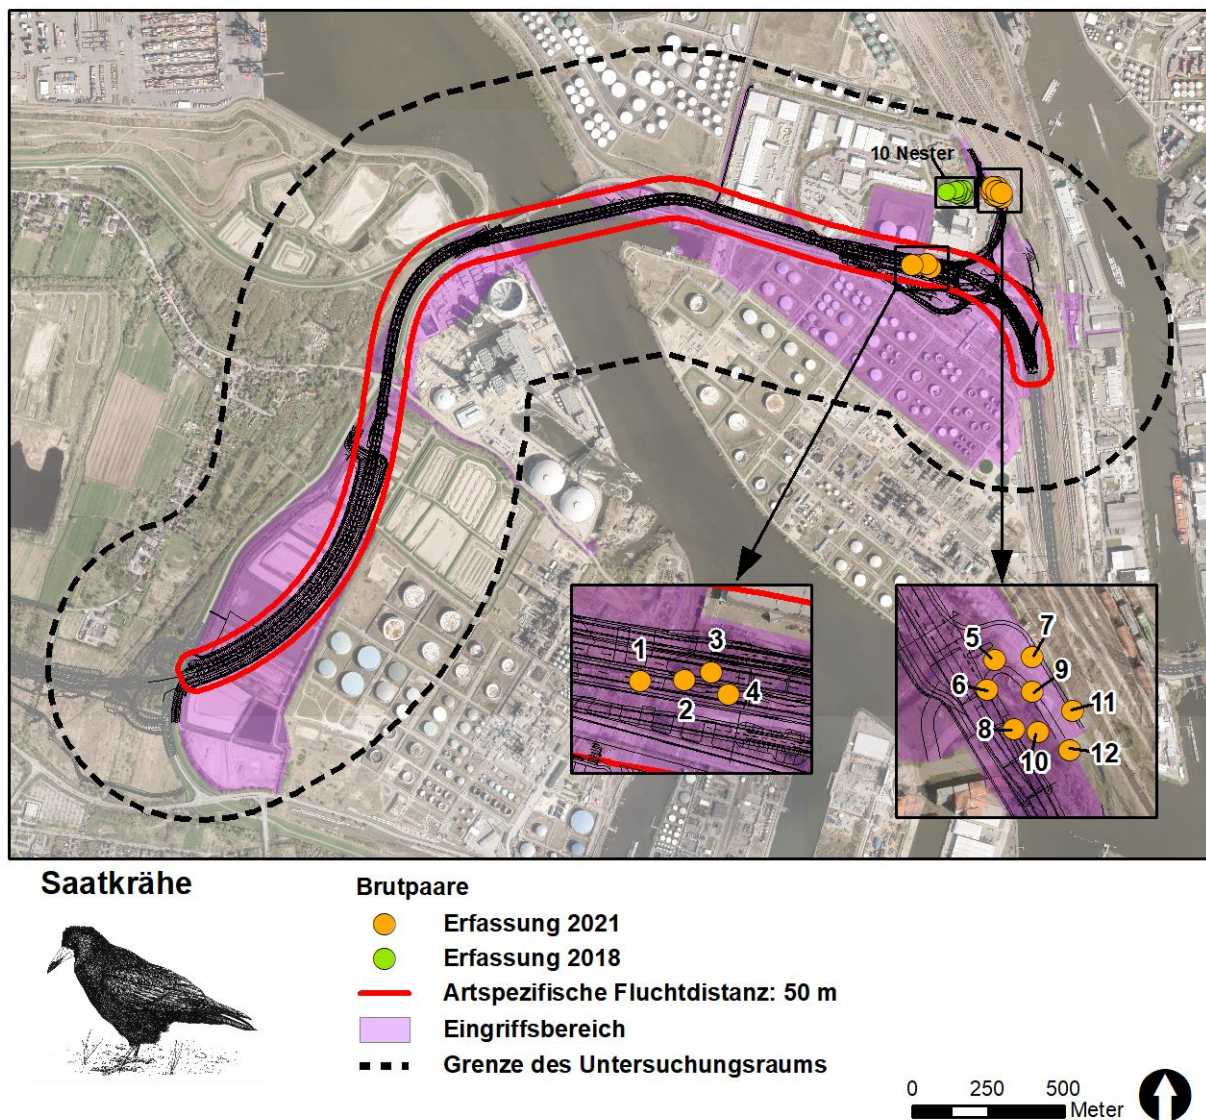 10 Nester
1
2
3
4
5
6
7
8
9
10
11
12
Saatkrähe
Brutpaare
Erfassung 2021
Erfassung 2018
Artspezifische Fluchtdistanz: 50 m
Eingriffsbereich
Grenze des Untersuchungsraums
0 250 500
Meter